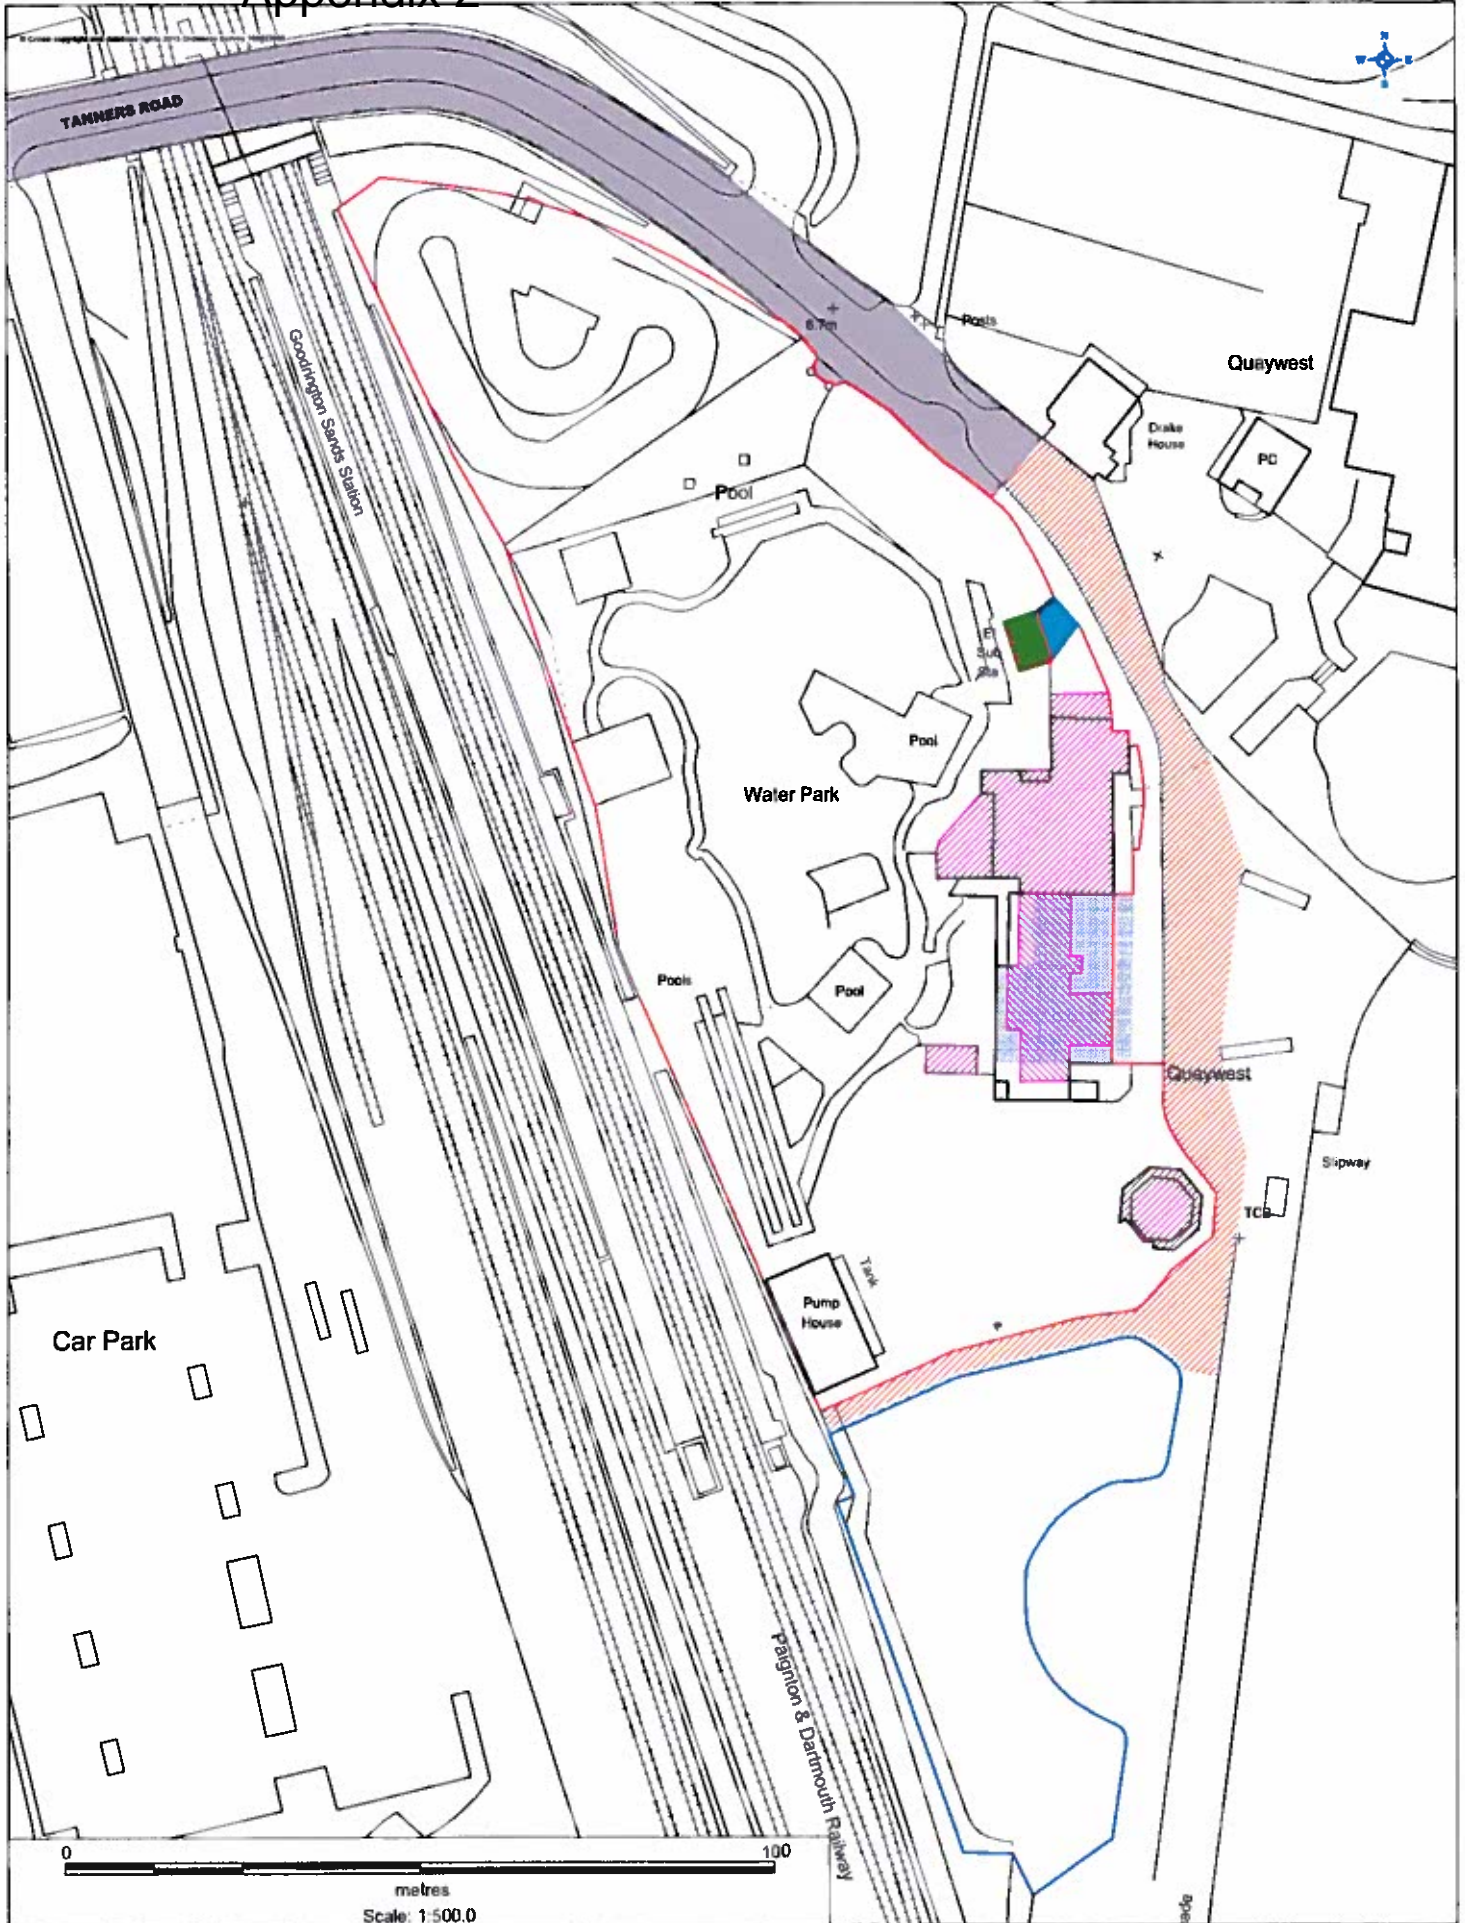 Appendix 2
N
W E
S
TANNERS ROAD
6.7m
Posts
Quaywest
Drake
House
PC
Goodrington Sands Station
Pool
El
Sub
Sta
Pool
Water Park
Pools
Pool
Quaywest
Slipway
TCB
Tank
Pump
House
Car Park
Paignton & Dartmouth Railway
0 100
metres
Scale: 1:500.0